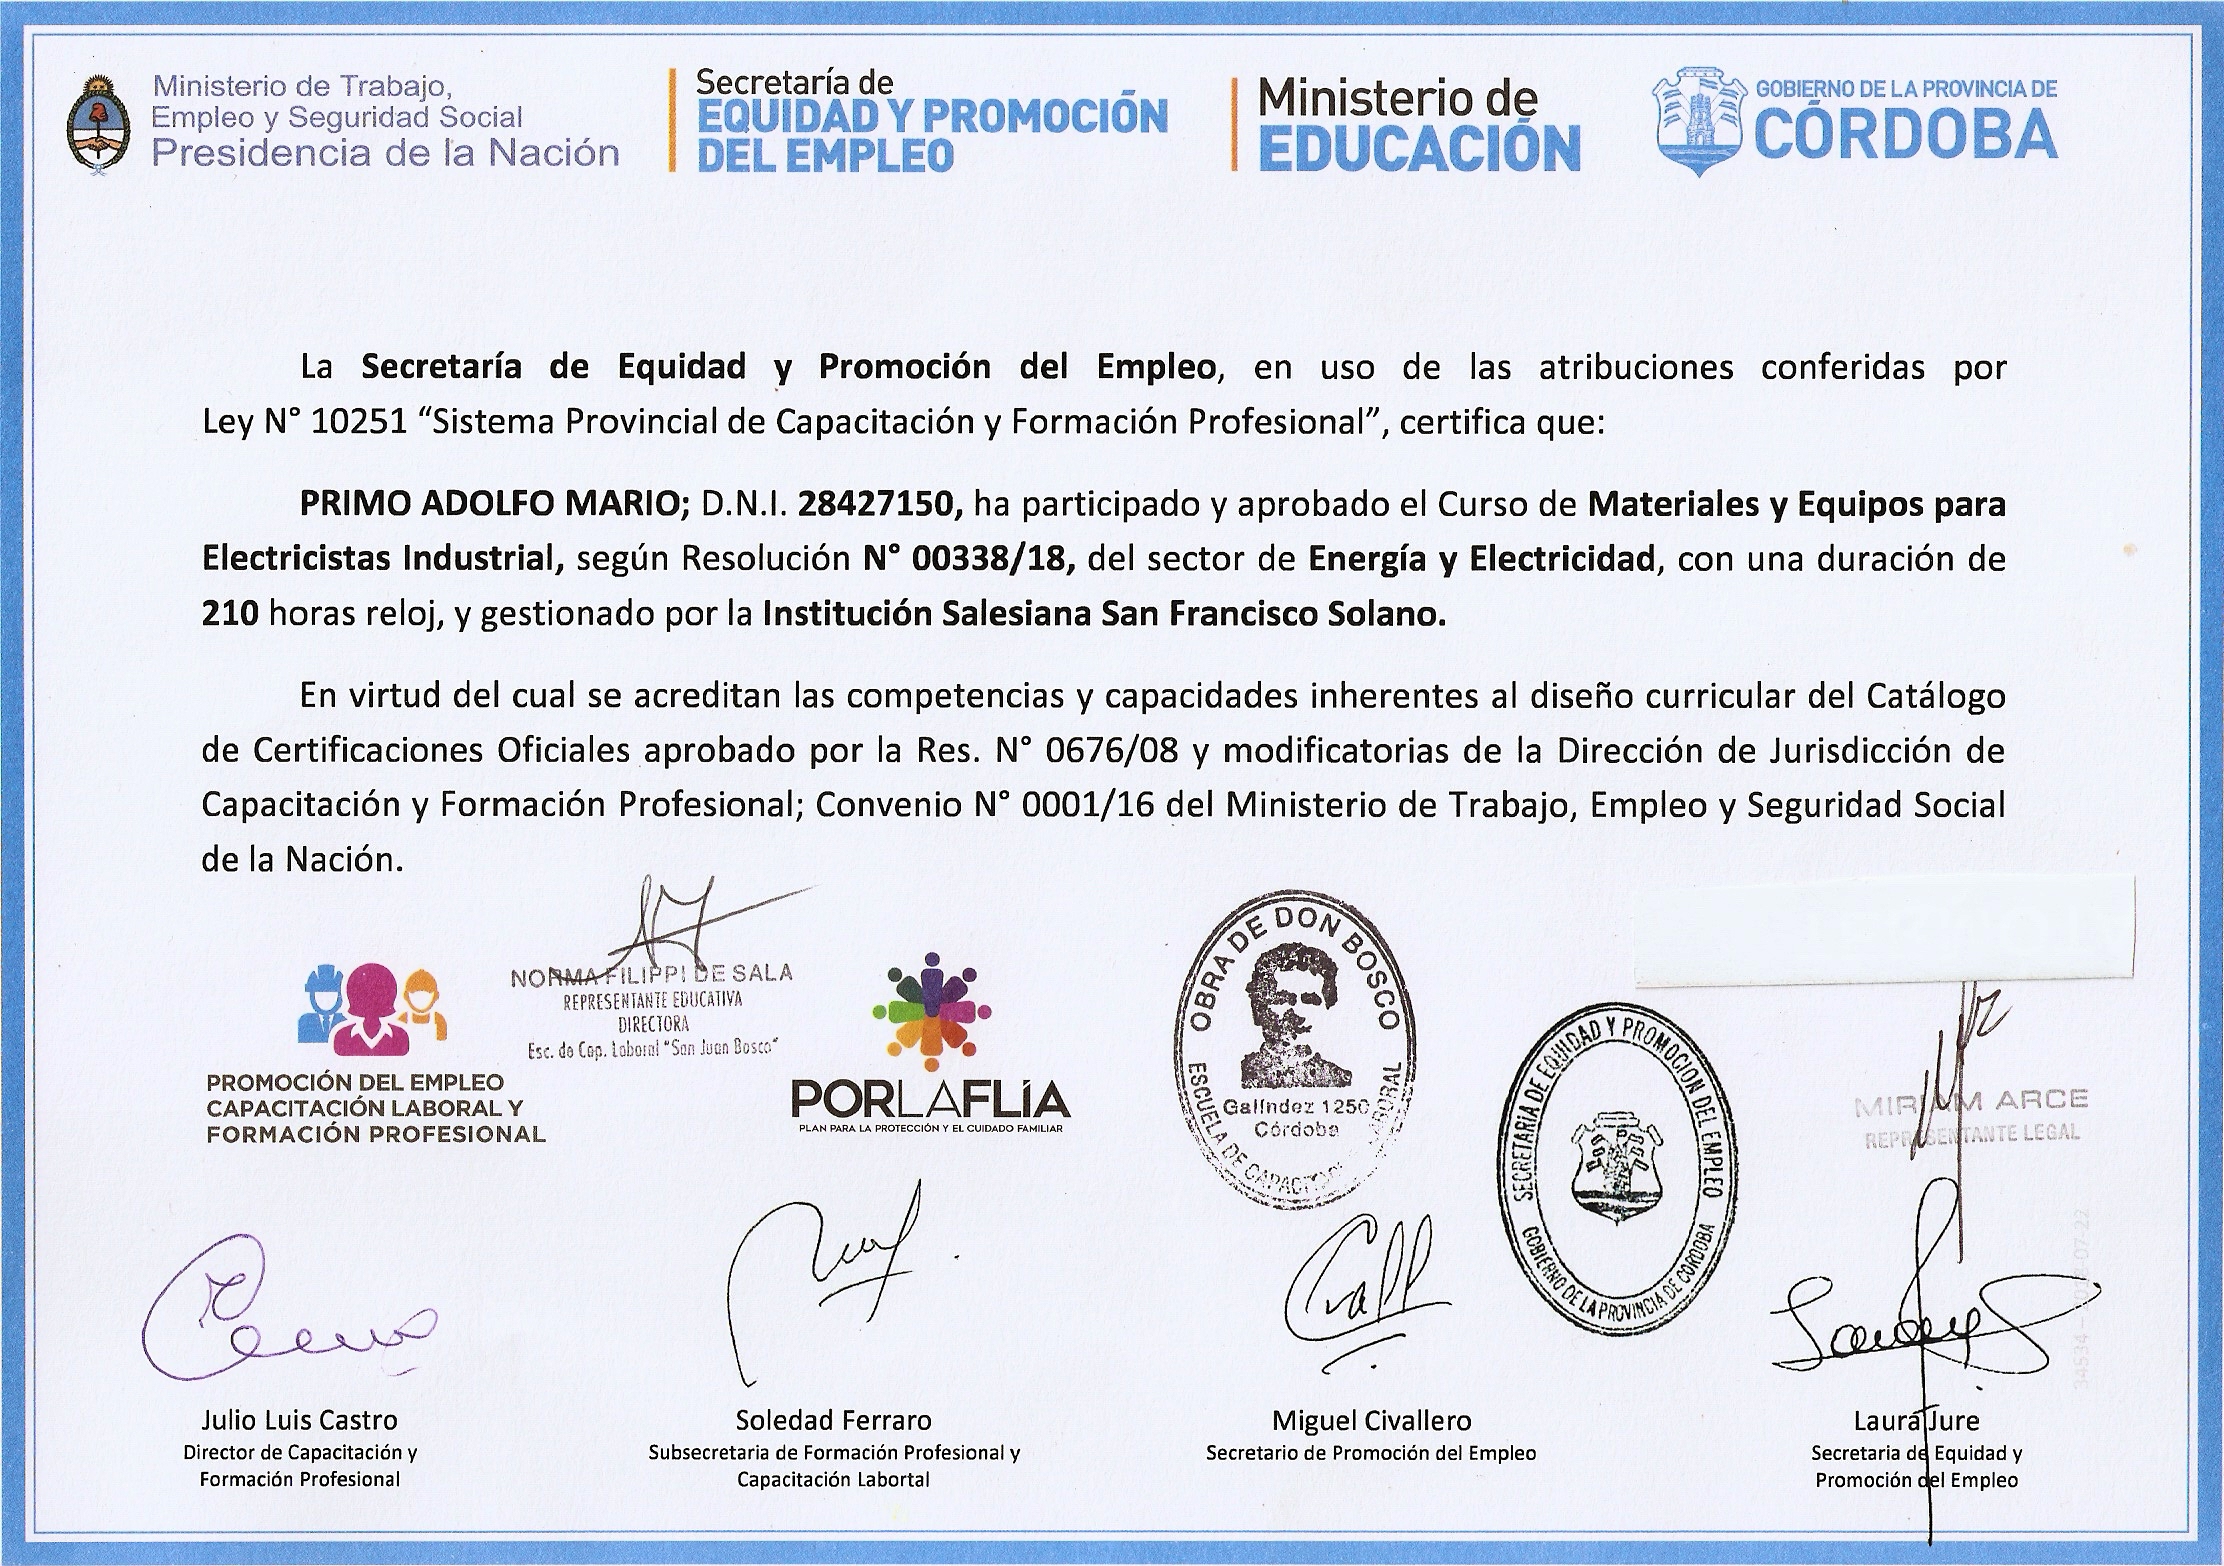 Ministerio de Trabajo,
Empleo y Seguridad Social
Presidencia de la Nación
Secretaría de
EQUIDAD Y PROMOCIÓN
DEL EMPLEO
Ministerio de
EDUCACIÓN
GOBIERNO DE LA PROVINCIA DE
CÓRDOBA
La Secretaría de Equidad y Promoción del Empleo, en uso de las atribuciones conferidas por
Ley N° 10251 “Sistema Provincial de Capacitación y Formación Profesional”, certifica que:
PRIMO ADOLFO MARIO; D.N.I. 28427150, ha participado y aprobado el Curso de Materiales y Equipos para
Electricistas Industrial, según Resolución N° 00338/18, del sector de Energía y Electricidad, con una duración de
210 horas reloj, y gestionado por la Institución Salesiana San Francisco Solano.
En virtud del cual se acreditan las competencias y capacidades inherentes al diseño curricular del Catálogo
de Certificaciones Oficiales aprobado por la Res. N° 0676/08 y modificatorias de la Dirección de Jurisdicción de
Capacitación y Formación Profesional; Convenio N° 0001/16 del Ministerio de Trabajo, Empleo y Seguridad Social
de la Nación.
NORMA FILIPPI DE SALA
REPRESENTANTE EDUCATIVA
DIRECTORA
Esc. de Cap. Laboral "San Juan Bosco"
PROMOCIÓN DEL EMPLEO
CAPACITACIÓN LABORAL Y
FORMACIÓN PROFESIONAL
PORLAFLÍA
PLAN PARA LA PROTECCIÓN Y EL CUIDADO FAMILIAR
OBRA DE DON BOSCO
Galíndez 1250
Córdoba
ESCUELA DE CAPACITACIÓN LABORAL
SECRETARÍA DE EQUIDAD Y PROMOCION DEL EMPLEO
GOBIERNO DE LA PROVINCIA DE CORDOBA
MIRIAM ARCE
REPRESENTANTE LEGAL
Julio Luis Castro
Director de Capacitación y
Formación Profesional
Soledad Ferraro
Subsecretaria de Formación Profesional y
Capacitación Labortal
Miguel Civallero
Secretario de Promoción del Empleo
Laura Jure
Secretaria de Equidad y
Promoción del Empleo